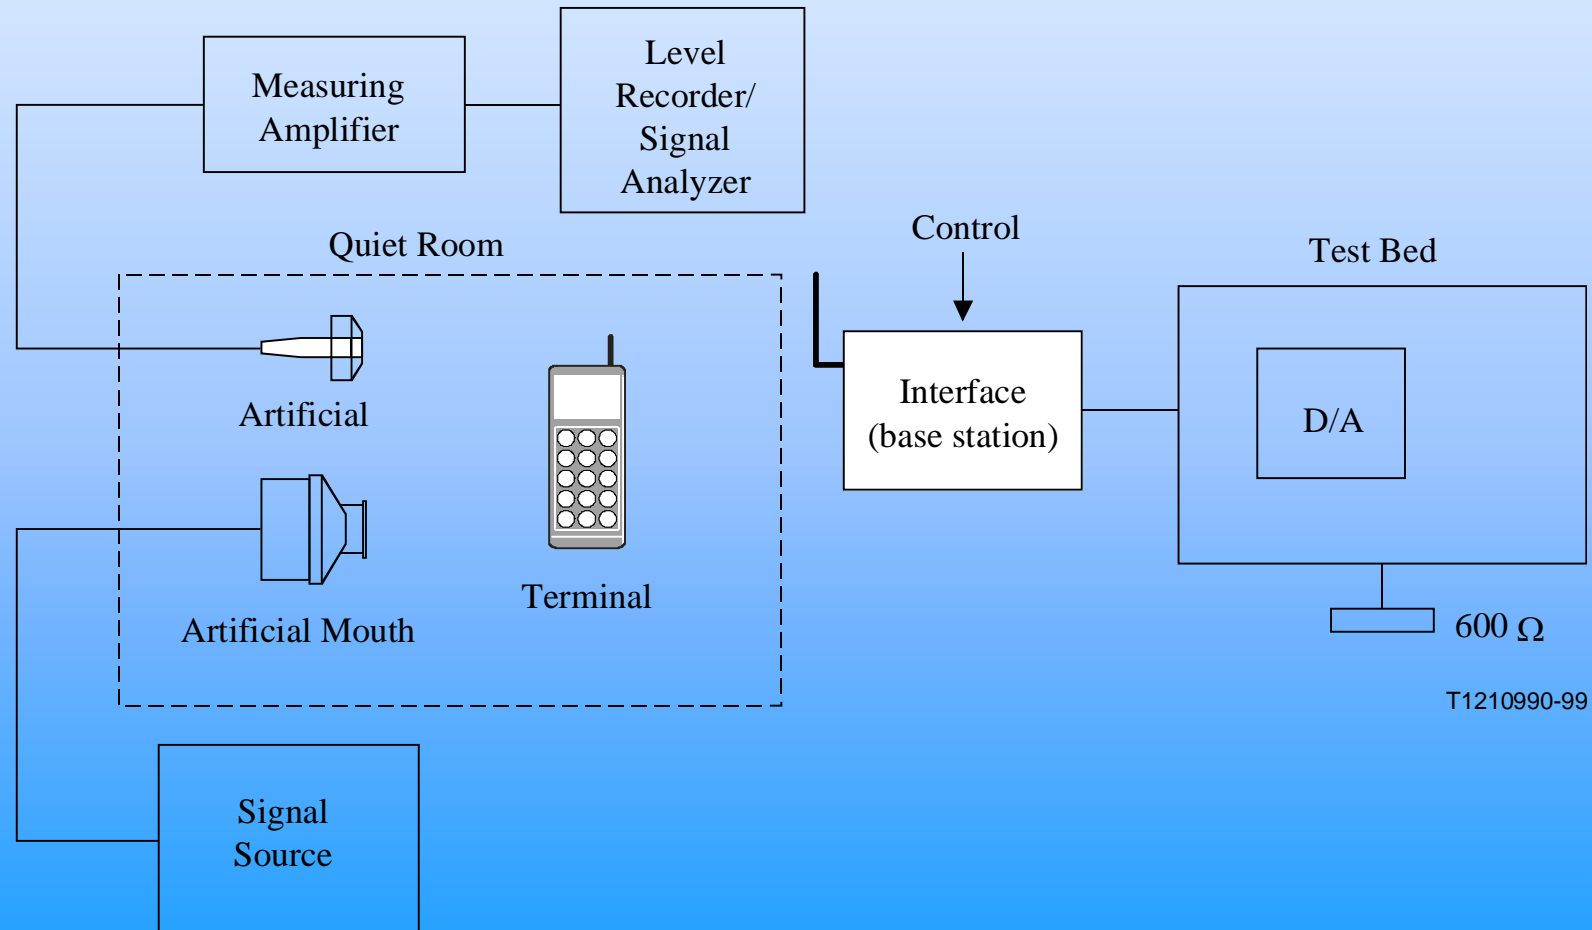 Measuring
Amplifier
Level
Recorder/
Signal
Analyzer
Quiet Room
Control
Test Bed
Artificial
Interface
(base station)
D/A
Artificial Mouth
Terminal
600 Ω
T1210990-99
Signal
Source